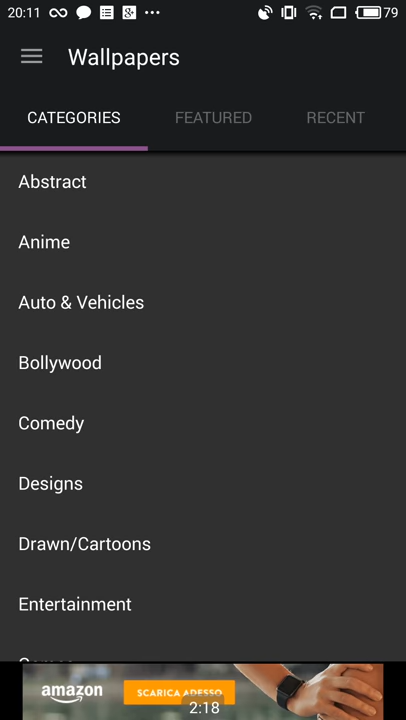 20:11
79
Wallpapers
CATEGORIES FEATURED RECENT
Abstract
Anime
Auto & Vehicles
Bollywood
Comedy
Designs
Drawn/Cartoons
Entertainment
amazon
SCARICA ADESSO
2:18